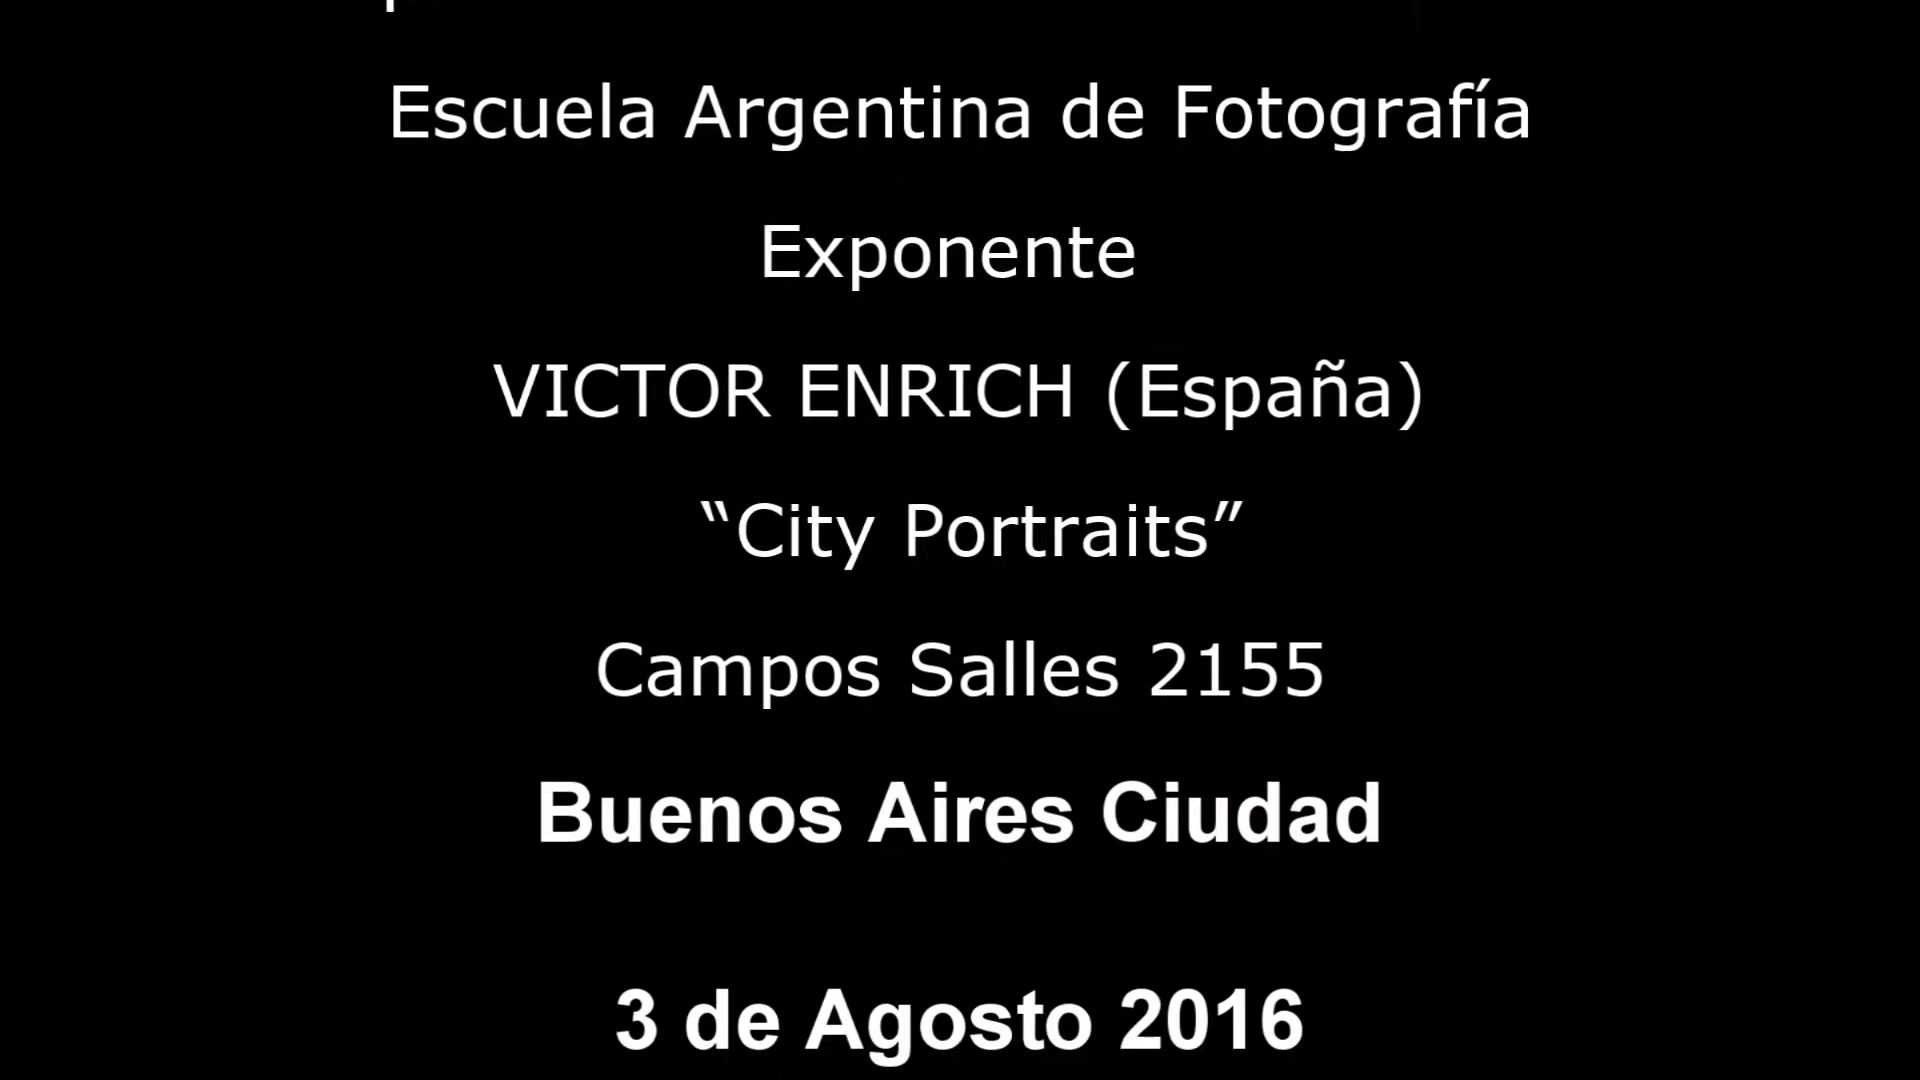 Escuela Argentina de Fotografía
Exponente
VICTOR ENRICH (España)
“City Portraits”
Campos Salles 2155
Buenos Aires Ciudad
3 de Agosto 2016